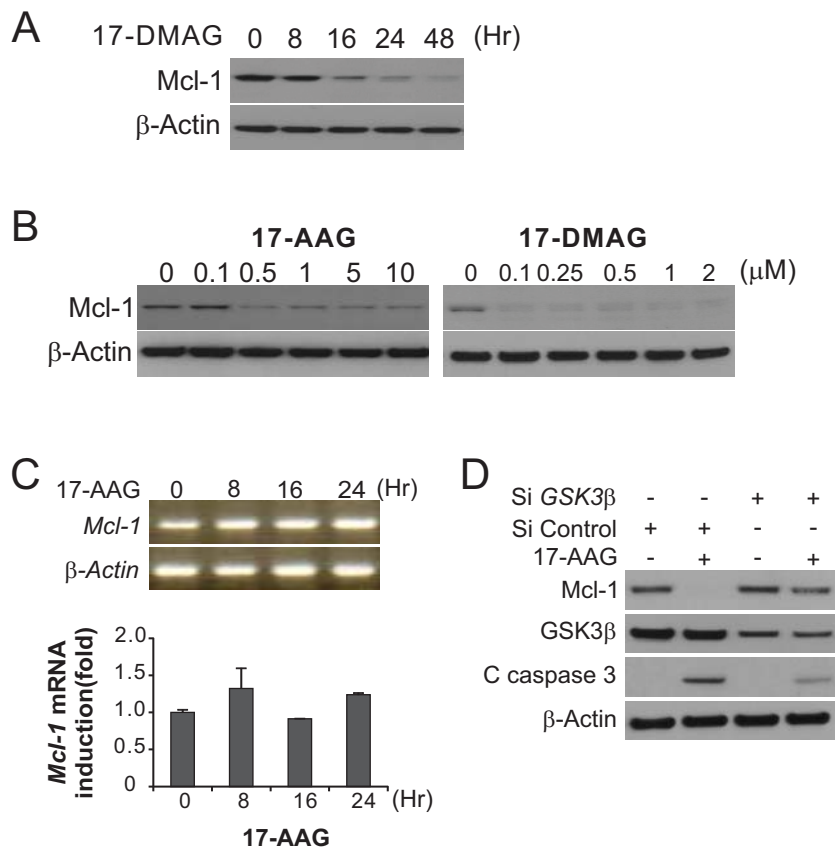 A
17-DMAG 0 8 16 24 48 (Hr)
Mcl-1
β-Actin
B
17-AAG 17-DMAG
0 0.1 0.5 1 5 10 0 0.1 0.25 0.5 1 2 (μM)
Mcl-1
β-Actin
C
17-AAG 0 8 16 24 (Hr)
Mcl-1
β-Actin
Mcl-1 mRNA
induction(fold)
2.0
1.5
1.0
0.5
0
0 8 16 24 (Hr)
17-AAG
D
Si GSK3β - - + +
Si Control + + - -
17-AAG - + - +
Mcl-1
GSK3β
C caspase 3
β-Actin